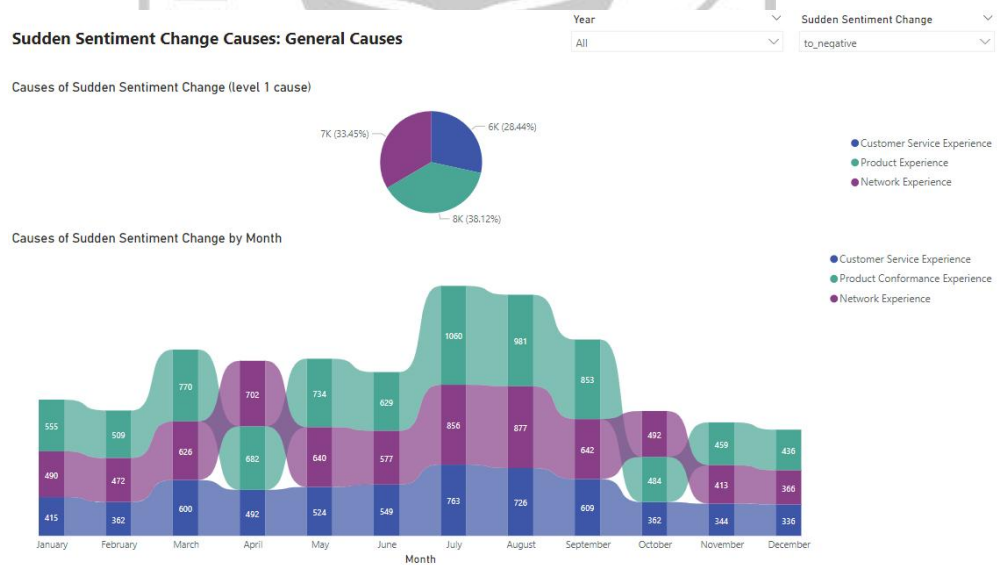 Year
Sudden Sentiment Change
Sudden Sentiment Change Causes: General Causes
All
to_negative
Causes of Sudden Sentiment Change (level 1 cause)
7K (33.45%)
6K (28.44%)
8K (38.12%)
Customer Service Experience
Product Experience
Network Experience
Causes of Sudden Sentiment Change by Month
Customer Service Experience
Product Conformance Experience
Network Experience
555 509 770 702 734 629 1060 981 853 492 459 436
490 472 626 682 640 577 856 877 642 484 413 366
415 362 600 492 524 549 763 726 609 362 344 336
January February March April May June July August September October November December
Month